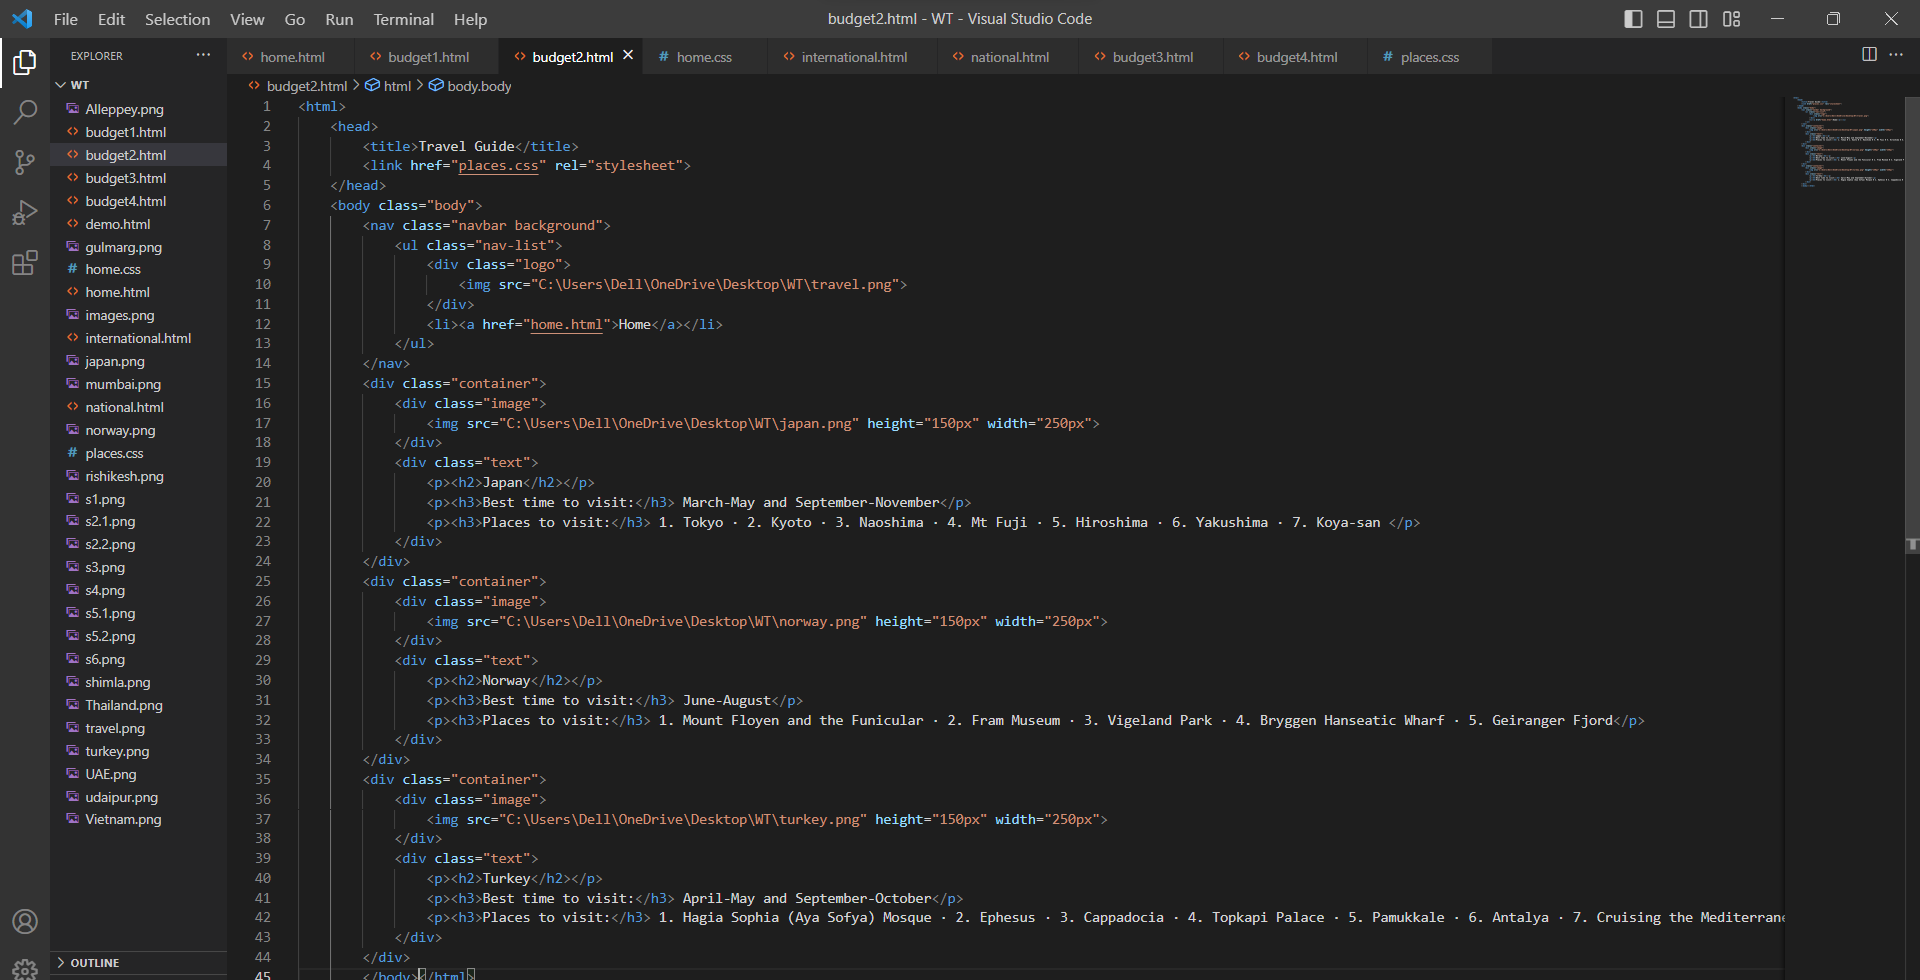 File Edit Selection View Go Run Terminal Help
budget2.html - WT - Visual Studio Code
EXPLORER ···
home.html budget1.html budget2.html home.css international.html national.html budget3.html budget4.html places.css
WT
Alleppey.png
budget1.html
budget2.html
budget3.html
budget4.html
demo.html
gulmarg.png
home.css
home.html
images.png
international.html
japan.png
mumbai.png
national.html
norway.png
places.css
rishikesh.png
s1.png
s2.1.png
s2.2.png
s3.png
s4.png
s5.1.png
s5.2.png
s6.png
shimla.png
Thailand.png
travel.png
turkey.png
UAE.png
udaipur.png
Vietnam.png
OUTLINE
budget2.html > html > body.body
1 <html>
2 <head>
3 <title>Travel Guide</title>
4 <link href="places.css" rel="stylesheet">
5 </head>
6 <body class="body">
7 <nav class="navbar background">
8 <ul class="nav-list">
9 <div class="logo">
10 <img src="C:\Users\Dell\OneDrive\Desktop\WT\travel.png">
11 </div>
12 <li><a href="home.html">Home</a></li>
13 </ul>
14 </nav>
15 <div class="container">
16 <div class="image">
17 <img src="C:\Users\Dell\OneDrive\Desktop\WT\japan.png" height="150px" width="250px">
18 </div>
19 <div class="text">
20 <p><h2>Japan</h2></p>
21 <p><h3>Best time to visit:</h3> March-May and September-November</p>
22 <p><h3>Places to visit:</h3> 1. Tokyo · 2. Kyoto · 3. Naoshima · 4. Mt Fuji · 5. Hiroshima · 6. Yakushima · 7. Koya-san </p>
23 </div>
24 </div>
25 <div class="container">
26 <div class="image">
27 <img src="C:\Users\Dell\OneDrive\Desktop\WT\norway.png" height="150px" width="250px">
28 </div>
29 <div class="text">
30 <p><h2>Norway</h2></p>
31 <p><h3>Best time to visit:</h3> June-August</p>
32 <p><h3>Places to visit:</h3> 1. Mount Floyen and the Funicular · 2. Fram Museum · 3. Vigeland Park · 4. Bryggen Hanseatic Wharf · 5. Geiranger Fjord</p>
33 </div>
34 </div>
35 <div class="container">
36 <div class="image">
37 <img src="C:\Users\Dell\OneDrive\Desktop\WT\turkey.png" height="150px" width="250px">
38 </div>
39 <div class="text">
40 <p><h2>Turkey</h2></p>
41 <p><h3>Best time to visit:</h3> April-May and September-October</p>
42 <p><h3>Places to visit:</h3> 1. Hagia Sophia (Aya Sofya) Mosque · 2. Ephesus · 3. Cappadocia · 4. Topkapi Palace · 5. Pamukkale · 6. Antalya · 7. Cruising the Mediterrane
43 </div>
44 </div>
45 </body></html>